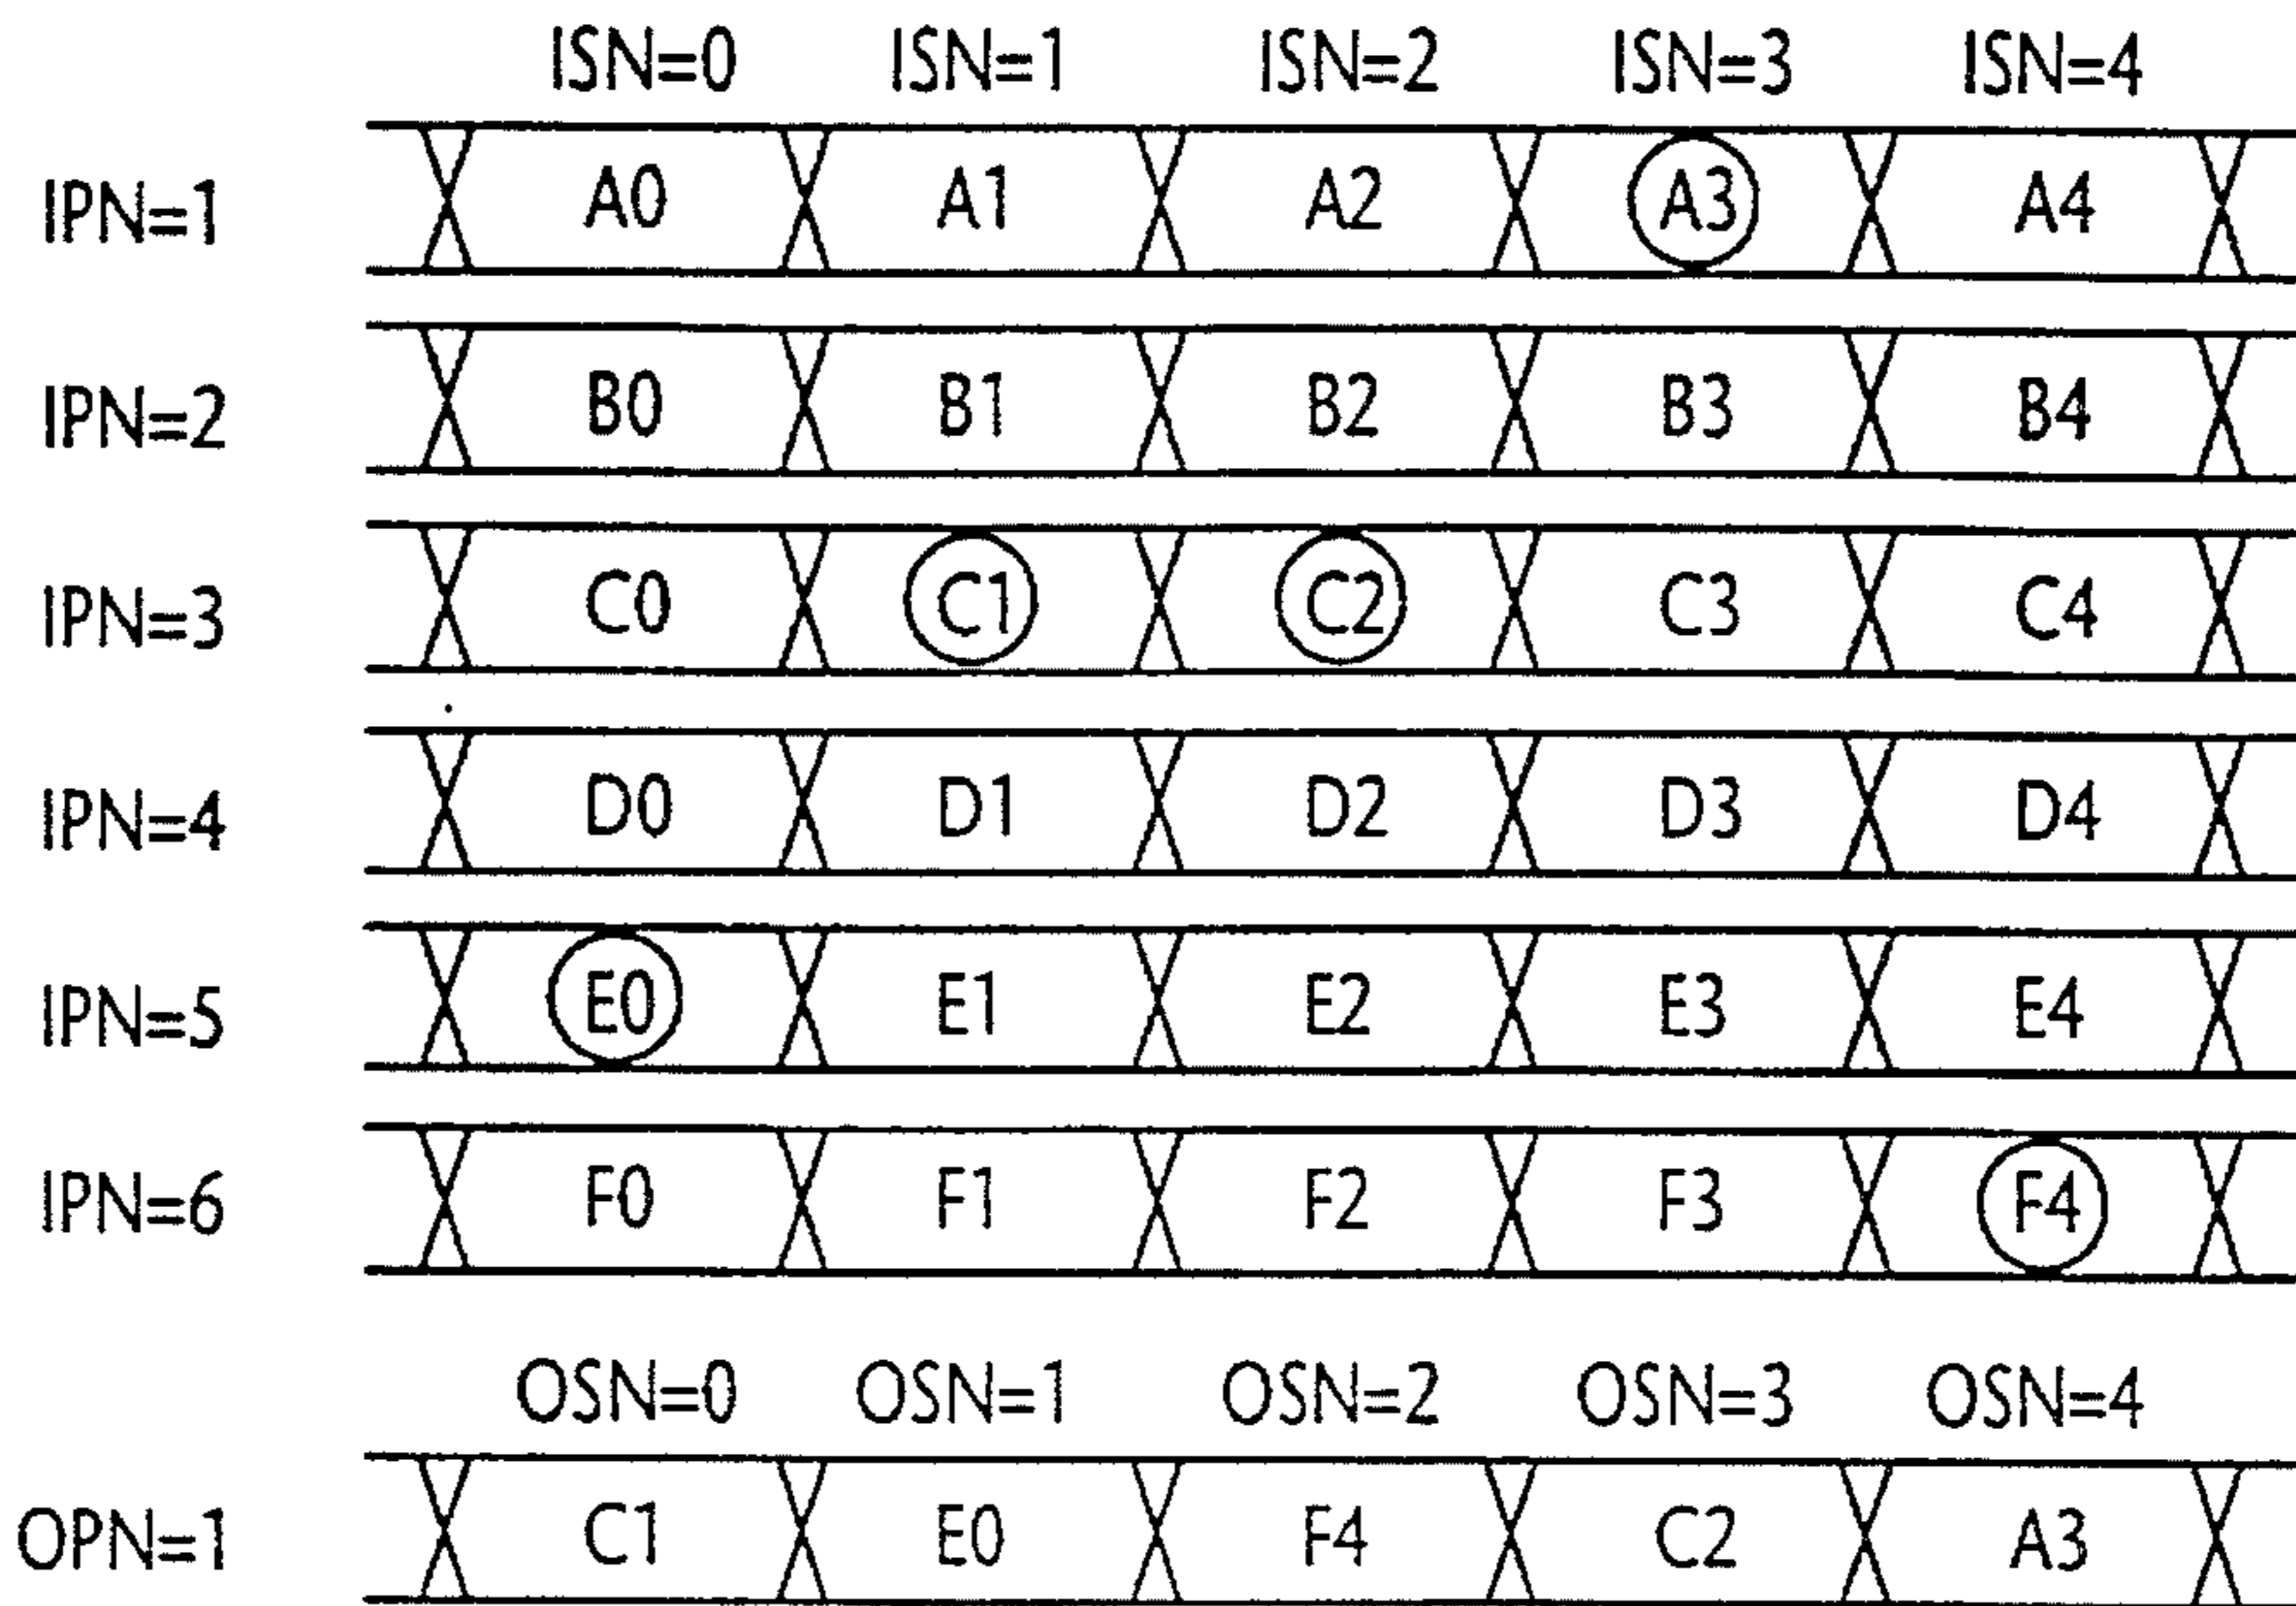 ISN=0 ISN=1 ISN=2 ISN=3 ISN=4
IPN=1 A0 A1 A2 A3 A4
IPN=2 B0 B1 B2 B3 B4
IPN=3 C0 C1 C2 C3 C4
IPN=4 D0 D1 D2 D3 D4
IPN=5 E0 E1 E2 E3 E4
IPN=6 F0 F1 F2 F3 F4
OSN=0 OSN=1 OSN=2 OSN=3 OSN=4
OPN=1 C1 E0 F4 C2 A3